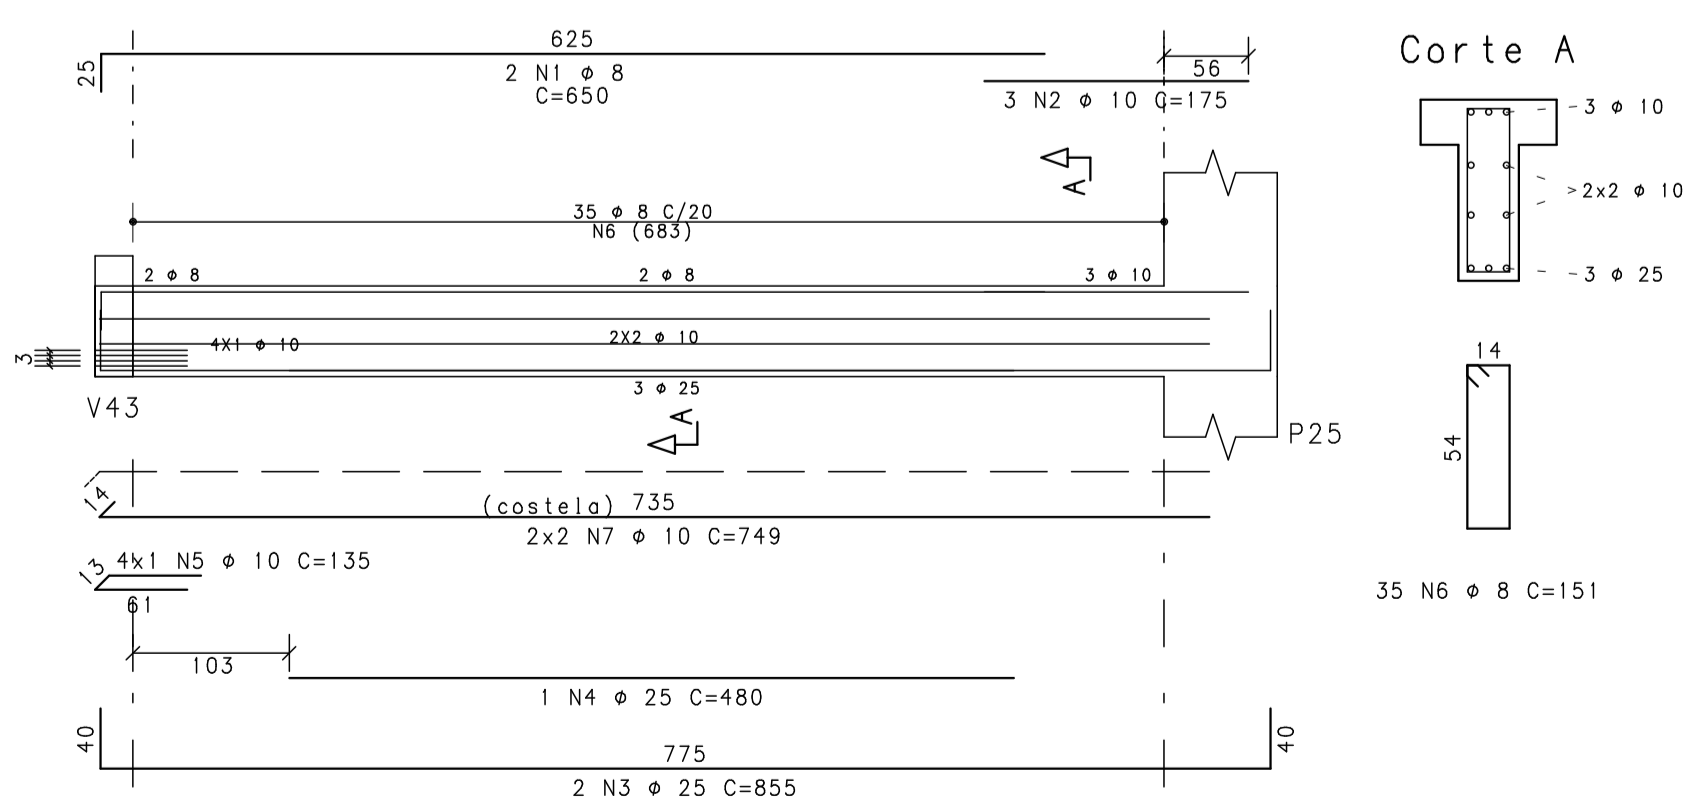 625
25
2 N1  φ 8
C=650
56
3 N2 φ 10 C=175
A
35 φ 8 C/20
N6 (683)
2 φ 8
2 φ 8
3 φ 10
4X1 φ 10
2X2 φ 10
3
3 φ 25
V43
A
P25
14
(costela) 735
2x2 N7 φ 10 C=749
13
4x1 N5 φ 10 C=135
61
103
1 N4 φ 25 C=480
40
775
40
2 N3 φ 25 C=855
Corte A
3 φ 10
2x2 φ 10
3 φ 25
14
54
35 N6 φ 8 C=151